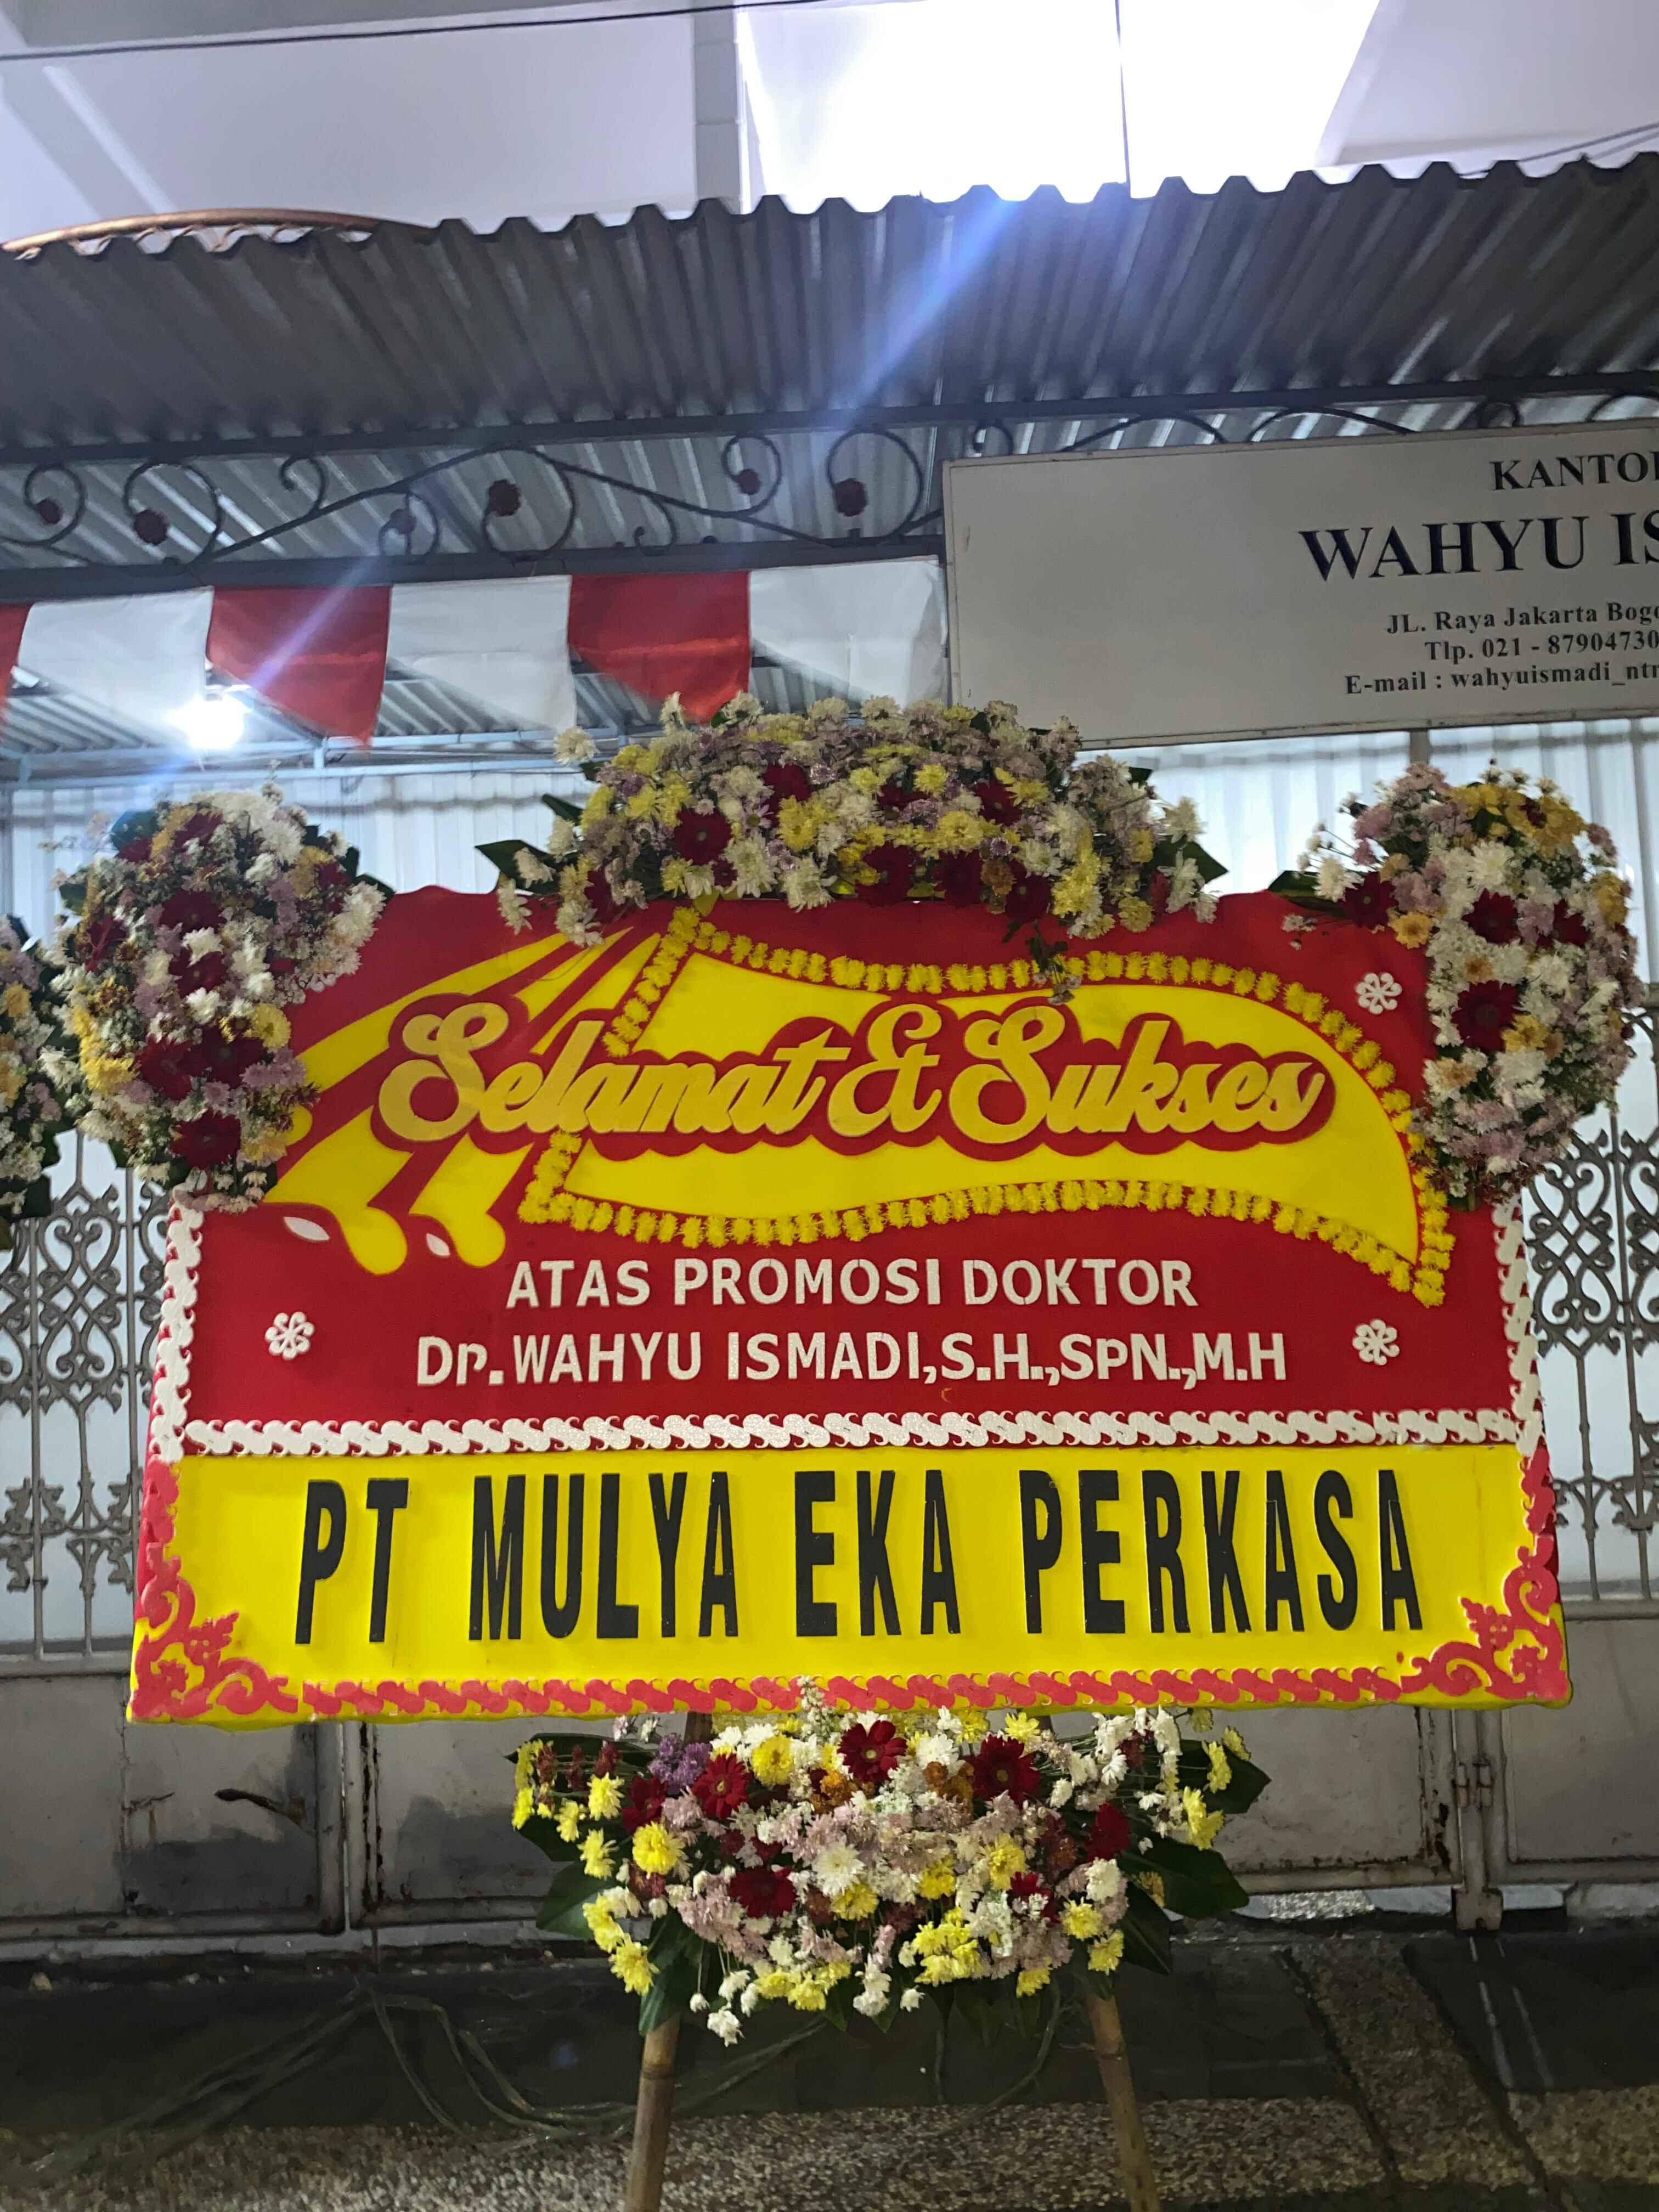 KANTO
WAHYU IS
JL. Raya Jakarta Bogo
Tlp. 021 - 87904730
E-mail : wahyuismadi_ntr
Selamat & Sukses
ATAS PROMOSI DOKTOR
Dr.WAHYU ISMADI,S.H.,SPN.,M.H
PT MULYA EKA PERKASA